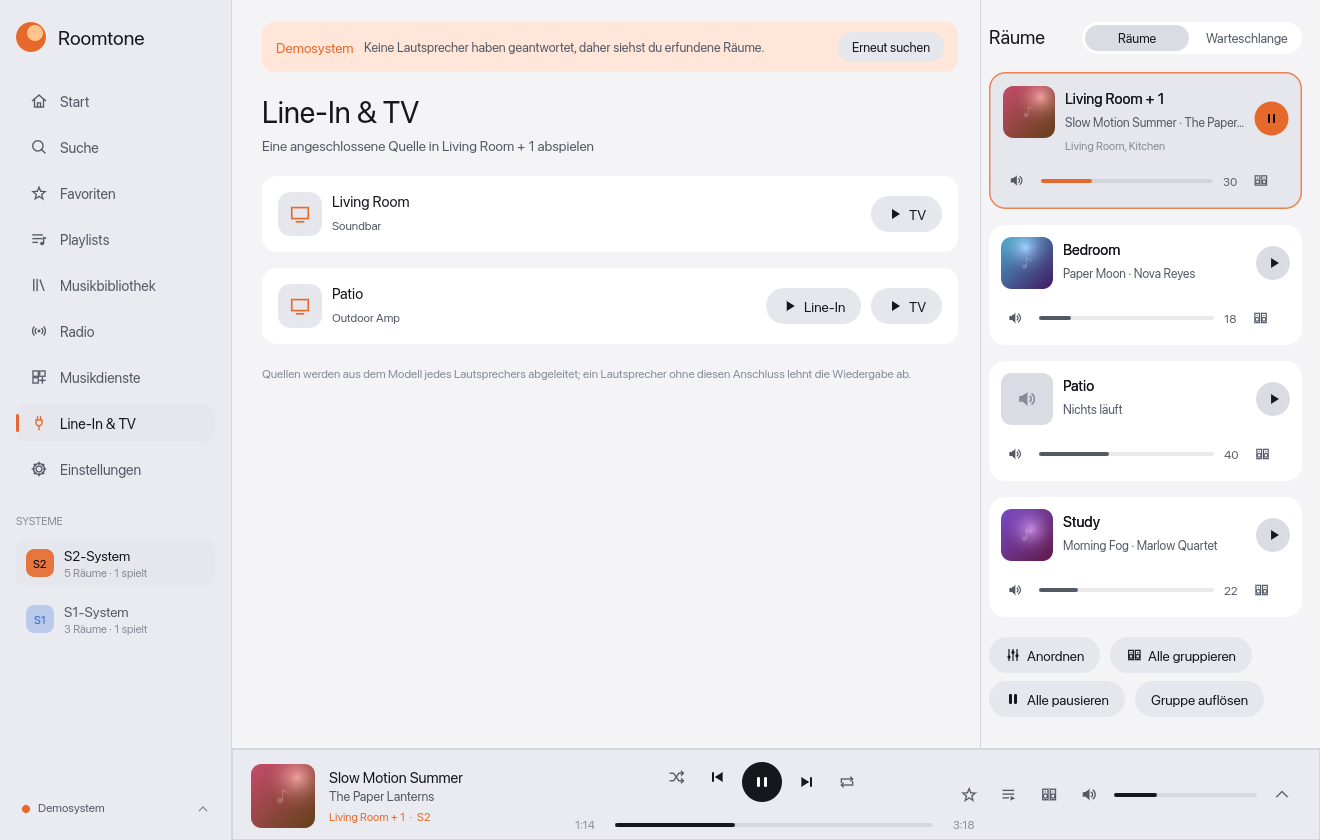 Roomtone
Start
Suche
Favoriten
Playlists
Musikbibliothek
Radio
Musikdienste
Line-In & TV
Einstellungen
SYSTEME
S2
S2-System
5 Räume · 1 spielt
S1
S1-System
3 Räume · 1 spielt
Demosystem
Demosystem Keine Lautsprecher haben geantwortet, daher siehst du erfundene Räume. Erneut suchen
Line-In & TV
Eine angeschlossene Quelle in Living Room + 1 abspielen
Living Room
Soundbar
TV
Patio
Outdoor Amp
Line-In TV
Quellen werden aus dem Modell jedes Lautsprechers abgeleitet; ein Lautsprecher ohne diesen Anschluss lehnt die Wiedergabe ab.
Räume Räume Warteschlange
Living Room + 1
Slow Motion Summer · The Paper...
Living Room, Kitchen
30
Bedroom
Paper Moon · Nova Reyes
18
Patio
Nichts läuft
40
Study
Morning Fog · Marlow Quartet
22
Anordnen Alle gruppieren
Alle pausieren Gruppe auflösen
Slow Motion Summer
The Paper Lanterns
Living Room + 1 · S2
1:14 3:18